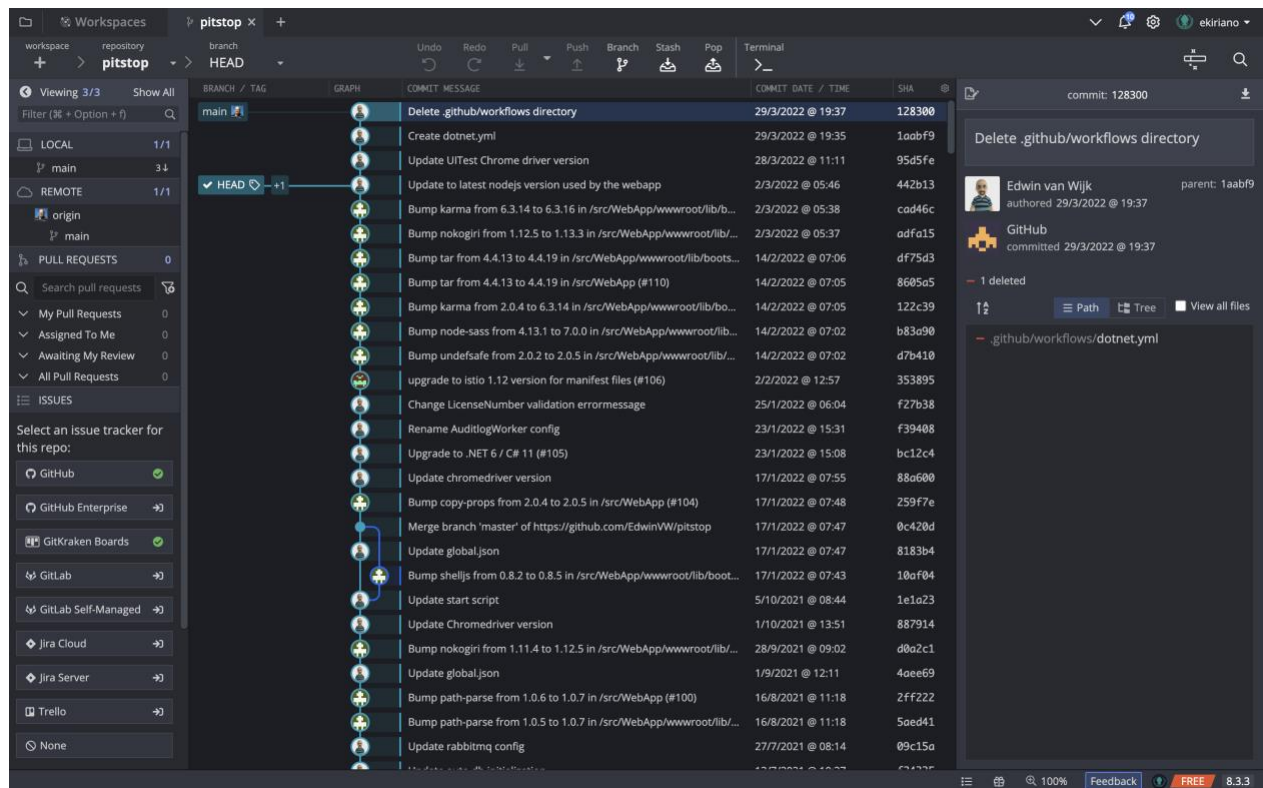 Workspaces
pitstop
ekiriano
10
workspace
repository
pitstop
branch
HEAD
Undo
Redo
Pull
Push
Branch
Stash
Pop
Terminal
Viewing 3/3 Show All
Filter (⌘ + Option + f)
LOCAL 1/1
main 3↓
REMOTE 1/1
origin
main
PULL REQUESTS 0
Search pull requests
My Pull Requests 0
Assigned To Me 0
Awaiting My Review 0
All Pull Requests 0
ISSUES
Select an issue tracker for
this repo:
GitHub
GitHub Enterprise
GitKraken Boards
GitLab
GitLab Self-Managed
Jira Cloud
Jira Server
Trello
None
BRANCH / TAG GRAPH COMMIT MESSAGE COMMIT DATE / TIME SHA
main Delete .github/workflows directory 29/3/2022 @ 19:37 128300
Create dotnet.yml 29/3/2022 @ 19:35 1aabf9
Update UITest Chrome driver version 28/3/2022 @ 11:11 95d5fe
HEAD +1 Update to latest nodejs version used by the webapp 2/3/2022 @ 05:46 442b13
Bump karma from 6.3.14 to 6.3.16 in /src/WebApp/wwwroot/lib/b... 2/3/2022 @ 05:38 cad46c
Bump nokogiri from 1.12.5 to 1.13.3 in /src/WebApp/wwwroot/lib/... 2/3/2022 @ 05:37 adfa15
Bump tar from 4.4.13 to 4.4.19 in /src/WebApp/wwwroot/lib/boots... 14/2/2022 @ 07:06 df75d3
Bump tar from 4.4.13 to 4.4.19 in /src/WebApp (#110) 14/2/2022 @ 07:05 8605a5
Bump karma from 2.0.4 to 6.3.14 in /src/WebApp/wwwroot/lib/bo... 14/2/2022 @ 07:05 122c39
Bump node-sass from 4.13.1 to 7.0.0 in /src/WebApp/wwwroot/lib... 14/2/2022 @ 07:02 b83a90
Bump undefsafe from 2.0.2 to 2.0.5 in /src/WebApp/wwwroot/lib/... 14/2/2022 @ 07:02 d7b410
upgrade to istio 1.12 version for manifest files (#106) 2/2/2022 @ 12:57 353895
Change LicenseNumber validation errormessage 25/1/2022 @ 06:04 f27b38
Rename AuditlogWorker config 23/1/2022 @ 15:31 f39408
Upgrade to .NET 6 / C# 11 (#105) 23/1/2022 @ 15:08 bc12c4
Update chromedriver version 17/1/2022 @ 07:55 88a600
Bump copy-props from 2.0.4 to 2.0.5 in /src/WebApp (#104) 17/1/2022 @ 07:48 259f7e
Merge branch 'master' of https://github.com/EdwinVW/pitstop 17/1/2022 @ 07:47 0c420d
Update global.json 17/1/2022 @ 07:47 8183b4
Bump shelljs from 0.8.2 to 0.8.5 in /src/WebApp/wwwroot/lib/boot... 17/1/2022 @ 07:43 10af04
Update start script 5/10/2021 @ 08:44 1e1a23
Update Chromedriver version 1/10/2021 @ 13:51 887914
Bump nokogiri from 1.11.4 to 1.12.5 in /src/WebApp/wwwroot/lib/... 28/9/2021 @ 09:02 d0a2c1
Update global.json 1/9/2021 @ 12:11 4aee69
Bump path-parse from 1.0.6 to 1.0.7 in /src/WebApp (#100) 16/8/2021 @ 11:18 2ff222
Bump path-parse from 1.0.5 to 1.0.7 in /src/WebApp/wwwroot/lib/... 16/8/2021 @ 11:18 5aed41
Update rabbitmq config 27/7/2021 @ 08:14 09c15a
commit: 128300
Delete .github/workflows directory
Edwin van Wijk parent: 1aabf9
authored 29/3/2022 @ 19:37
GitHub
committed 29/3/2022 @ 19:37
1 deleted
Path
Tree
View all files
.github/workflows/dotnet.yml
100%
Feedback
FREE
8.3.3